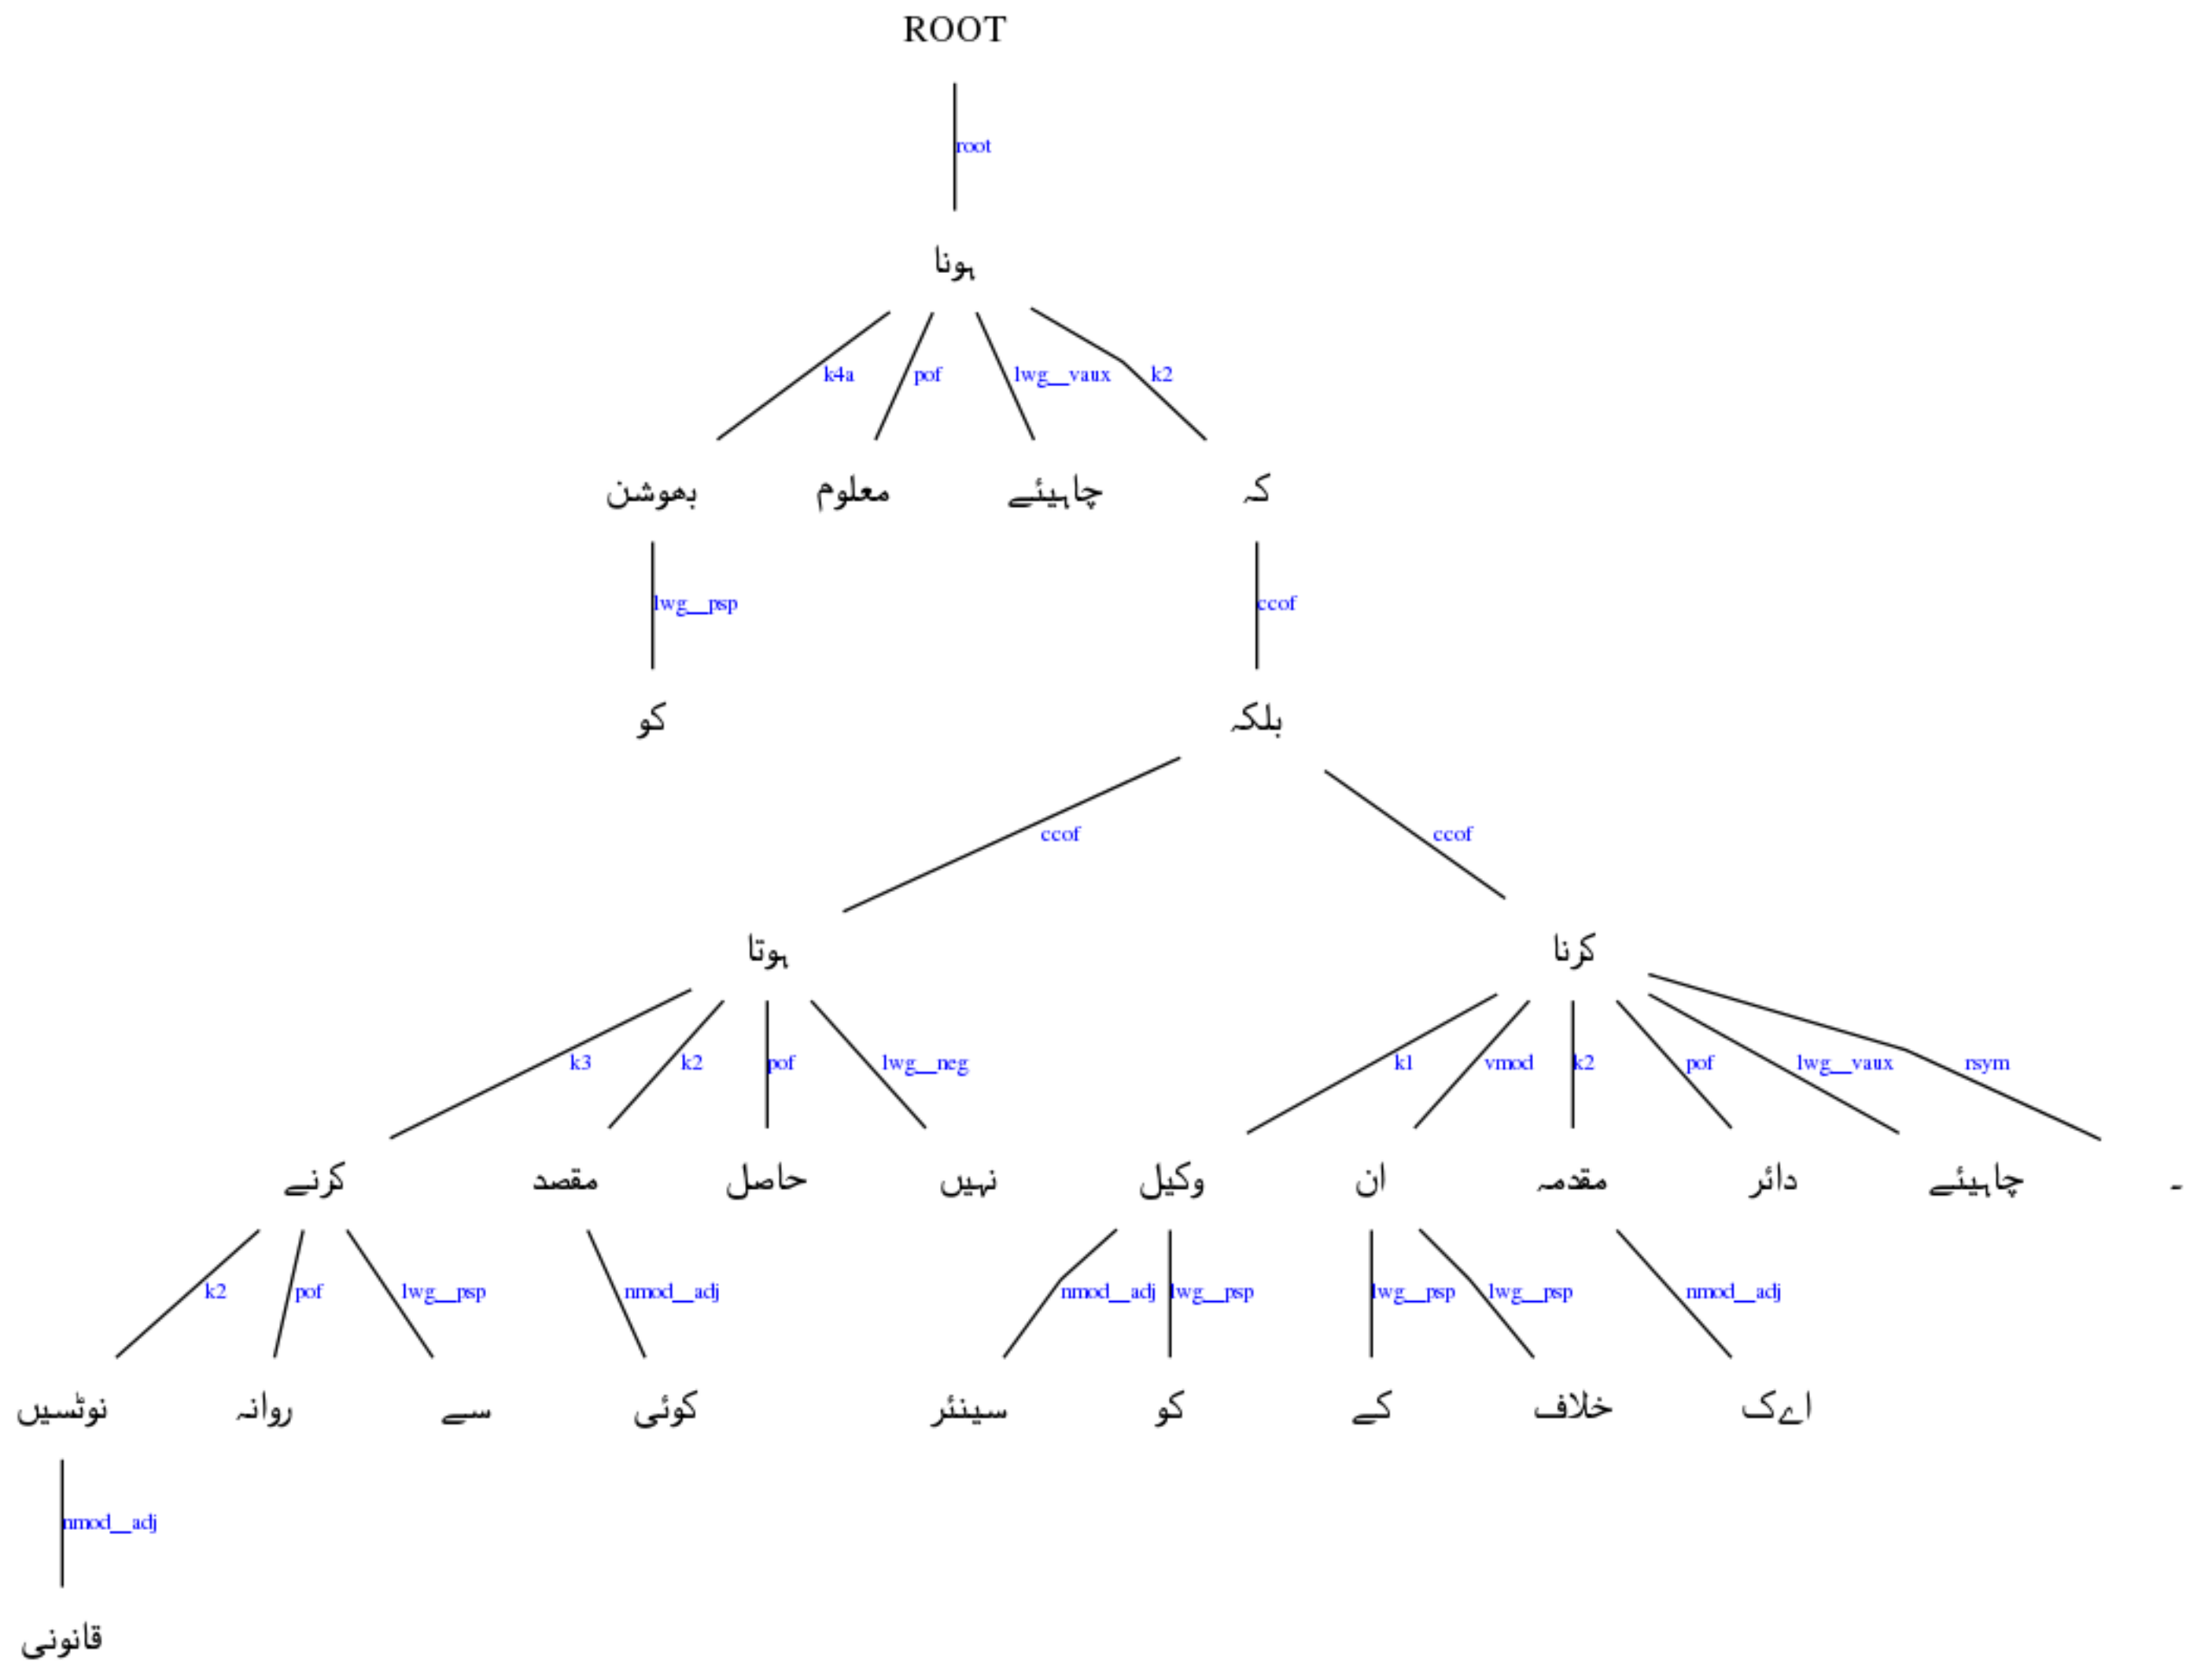 ROOT
root
ہونا
k4a pof lwg__vaux k2
بھوشن معلوم چاہیئے کہ
lwg__psp ccof
کو بلکہ
ccof ccof
ہوتا کرنا
k3 k2 pof lwg__neg k1 vmod k2 pof lwg__vaux rsym
کرنے مقصد حاصل نہیں وکیل ان مقدمہ دائر چاہیئے ۔
k2 pof lwg__psp nmod__adj nmod__adj lwg__psp lwg__psp lwg__psp nmod__adj
نوٹسیں روانہ سے کوئی سینئر کو کے خلاف اےک
nmod__adj
قانونی